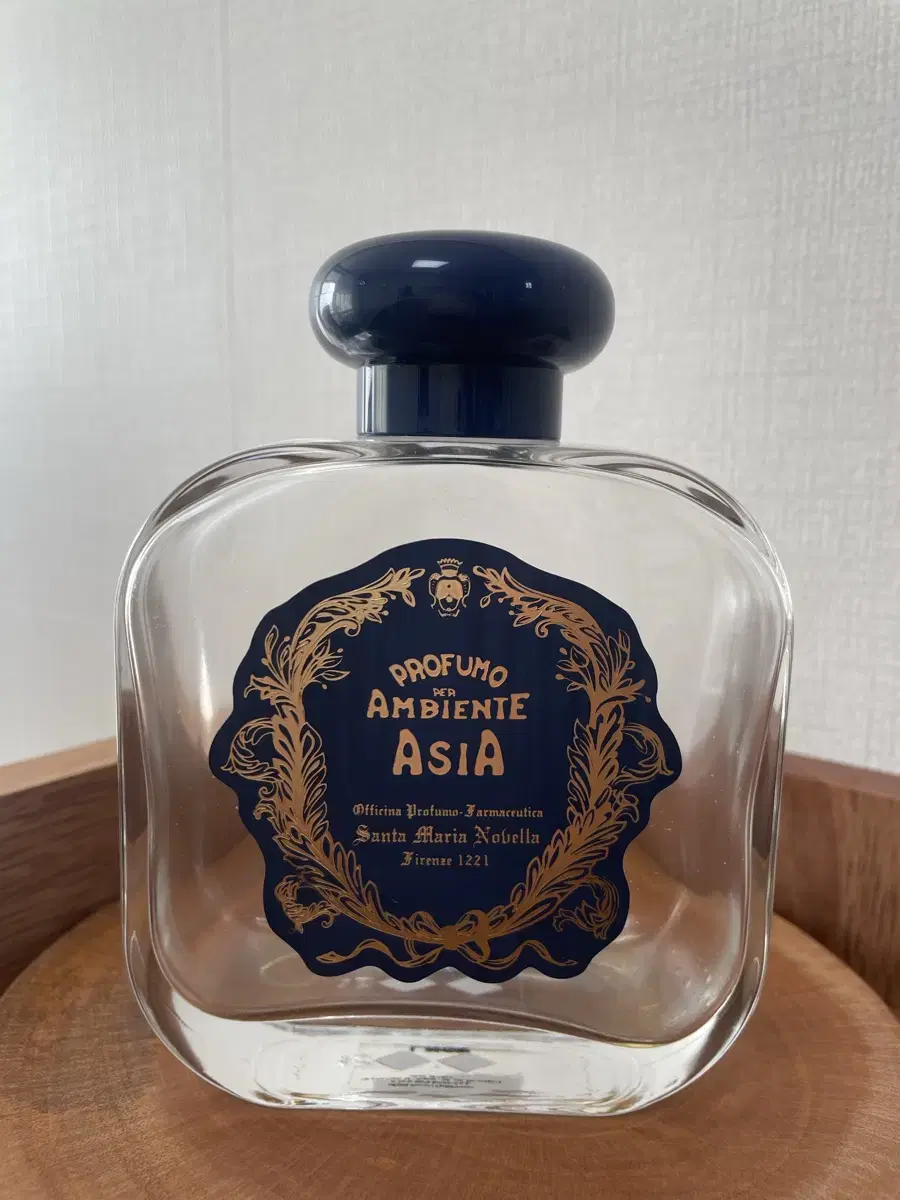 PROFUMO
PER
AMBIENTE
ASIA
Officina Profumo-Farmaceutica
Santa Maria Novella
Firenze 1221